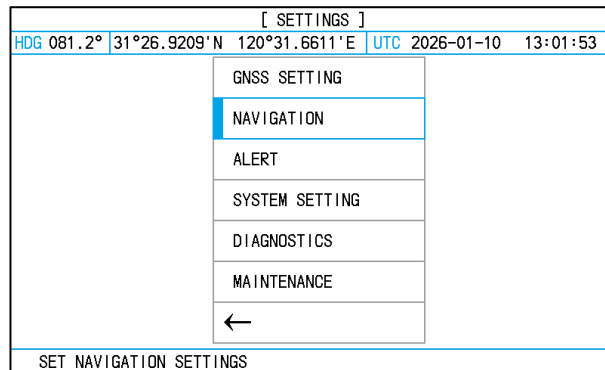 [ SETTINGS ]
HDG 081.2° 31°26.9209'N 120°31.6611'E UTC 2026-01-10 13:01:53
GNSS SETTING
NAVIGATION
ALERT
SYSTEM SETTING
DIAGNOSTICS
MAINTENANCE
←
SET NAVIGATION SETTINGS